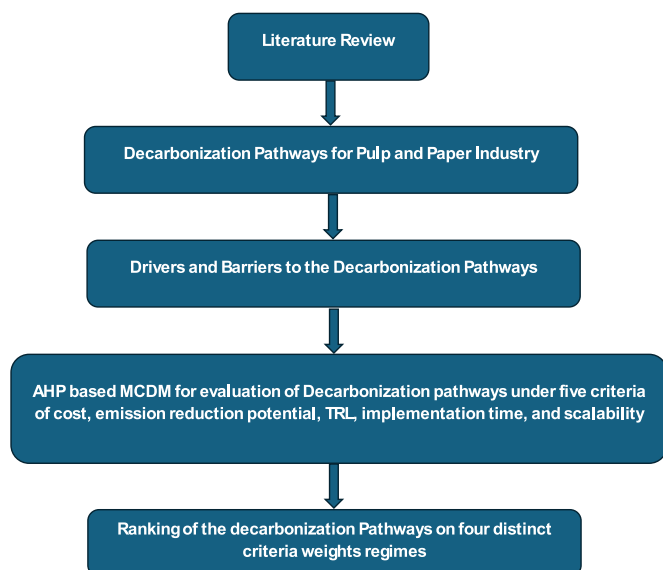 Literature Review
Decarbonization Pathways for Pulp and Paper Industry
Drivers and Barriers to the Decarbonization Pathways
AHP based MCDM for evaluation of Decarbonization pathways under five criteria
of cost, emission reduction potential, TRL, implementation time, and scalability
Ranking of the decarbonization Pathways on four distinct
criteria weights regimes